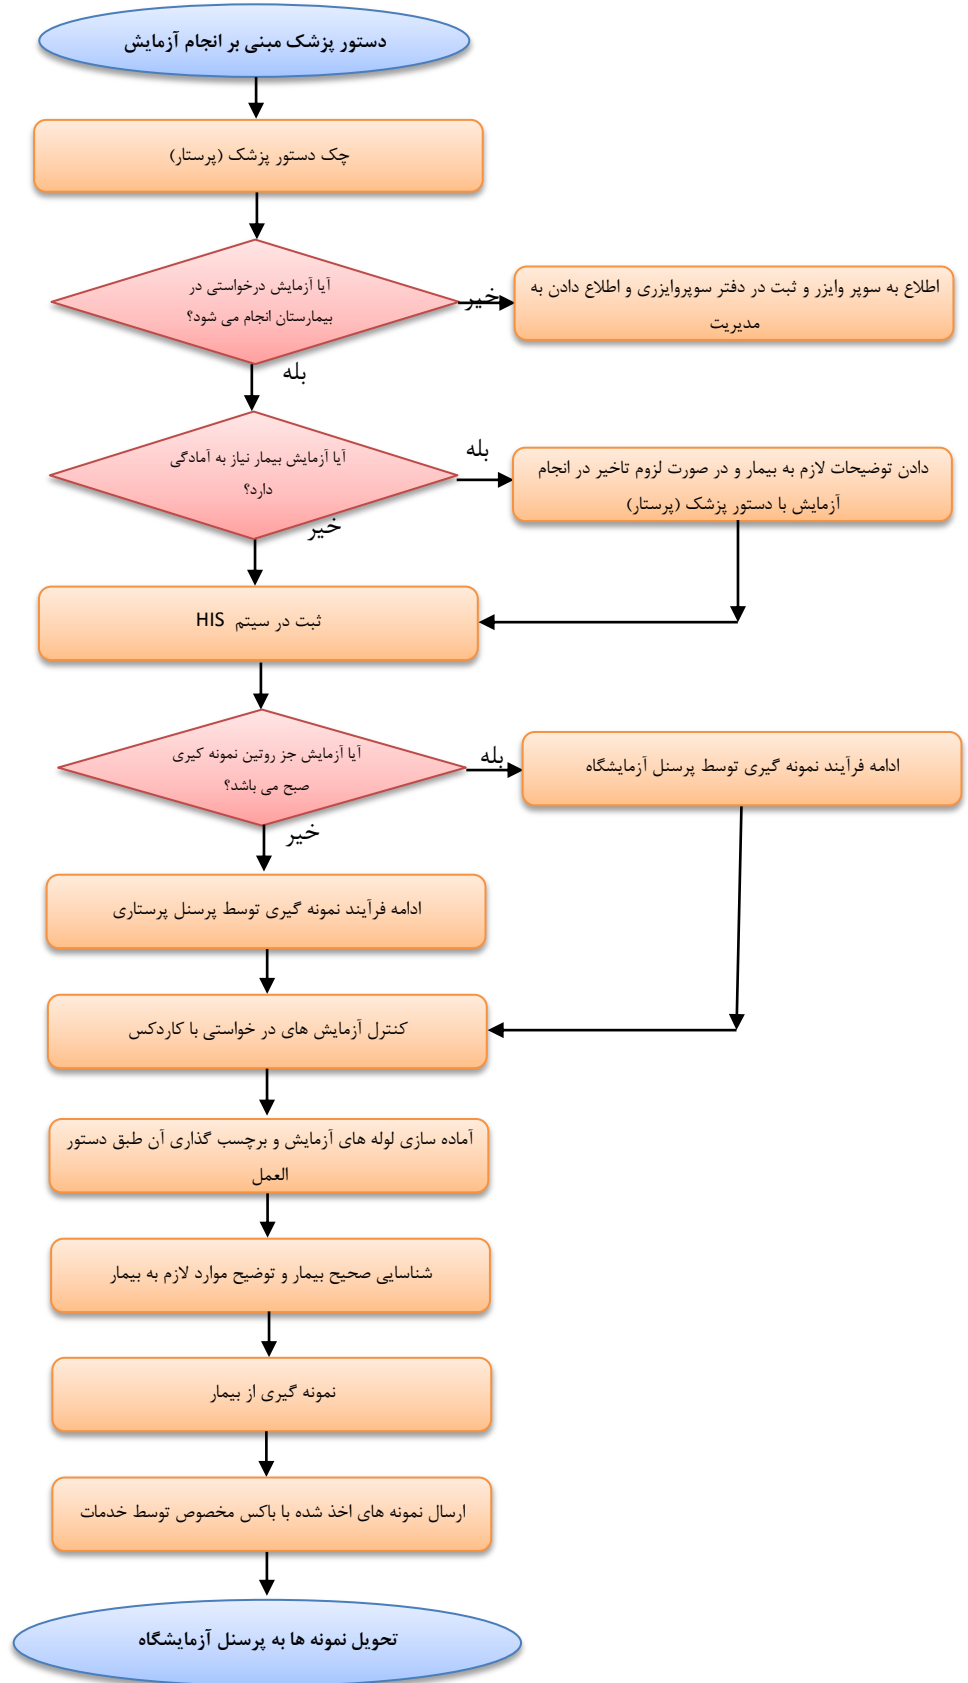 دستور پزشک مبنی بر انجام آزمایش
چک دستور پزشک (پرستار)
آیا آزمایش درخواستی در
بیمارستان انجام می شود؟
خیر
اطلاع به سوپر وایزر و ثبت در دفتر سوپروایزری و اطلاع دادن به
مدیریت
بله
آیا آزمایش بیمار نیاز به آمادگی
دارد؟
بله
دادن توضیحات لازم به بیمار و در صورت لزوم تاخیر در انجام
آزمایش با دستور پزشک (پرستار)
خیر
ثبت در سیتم HIS
آیا آزمایش جز روتین نمونه کیری
صبح می باشد؟
بله
ادامه فرآیند نمونه گیری توسط پرسنل آزمایشگاه
خیر
ادامه فرآیند نمونه گیری توسط پرسنل پرستاری
کنترل آزمایش های در خواستی با کاردکس
آماده سازی لوله های آزمایش و برچسب گذاری آن طبق دستور
العمل
شناسایی صحیح بیمار و توضیح موارد لازم به بیمار
نمونه گیری از بیمار
ارسال نمونه های اخذ شده با باکس مخصوص توسط خدمات
تحویل نمونه ها به پرسنل آزمایشگاه